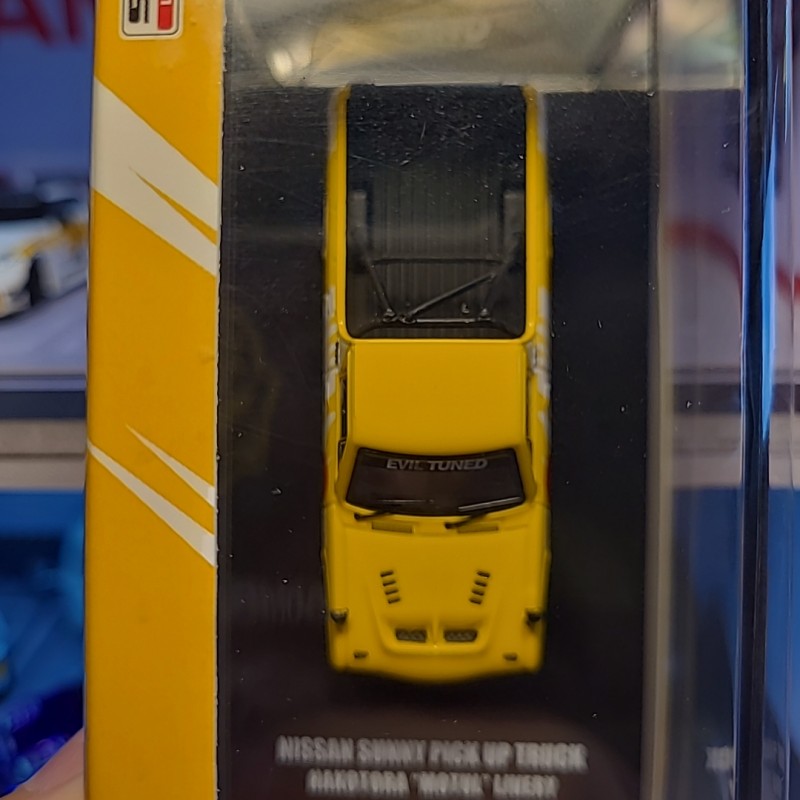 EVIL TUNED
NISSAN SUNNY PICK UP TRUCK
HAKOTORA "MOTUL" LIVERY